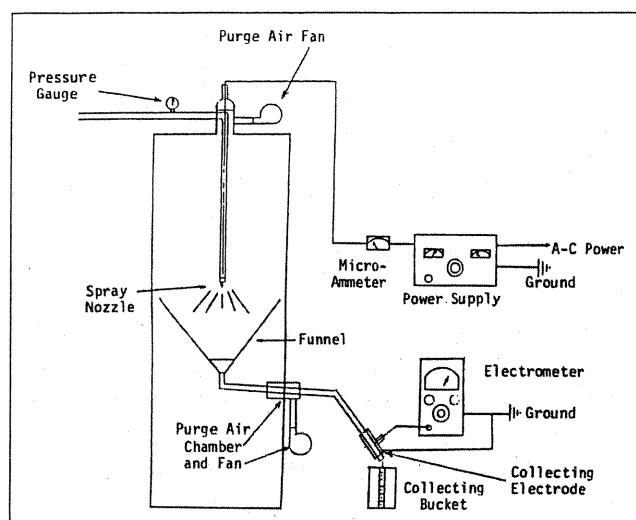 Purge Air Fan
Pressure
Gauge
A-C Power
Micro-
Ammeter
Power Supply
Ground
Spray
Nozzle
Funnel
Electrometer
Ground
Purge Air
Chamber
and Fan
Collecting
Electrode
Collecting
Bucket